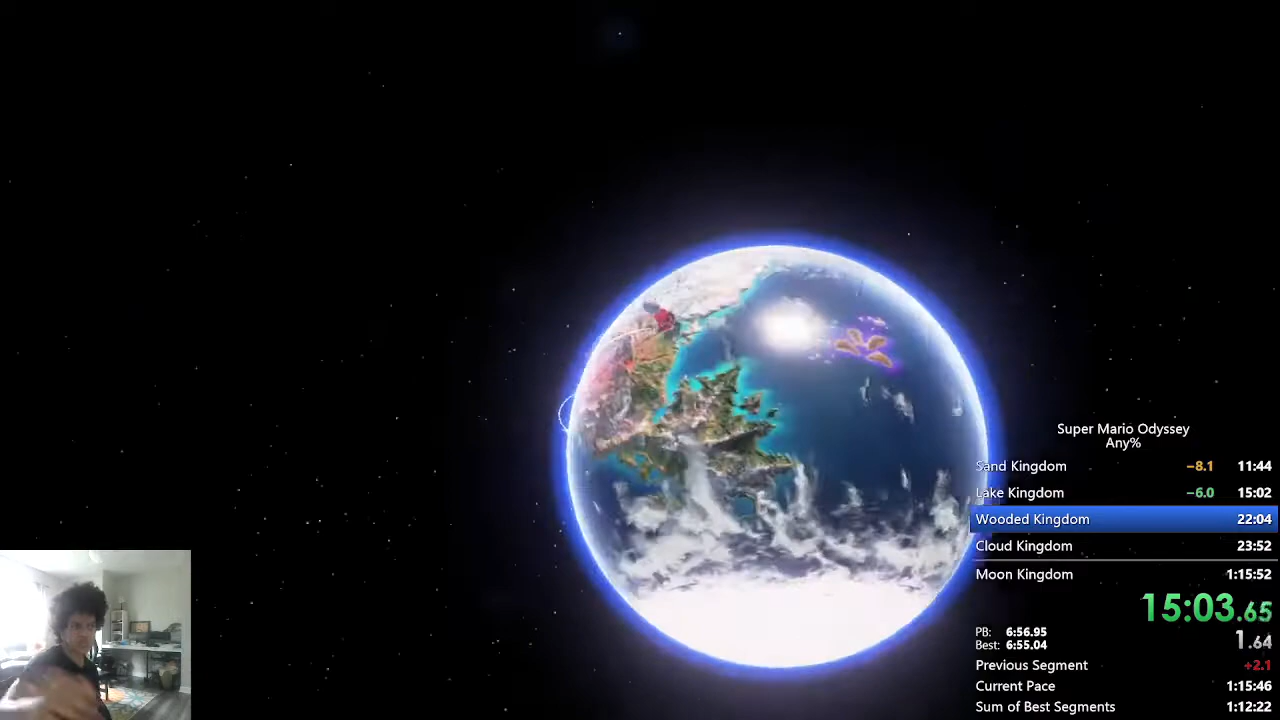 Super Mario Odyssey
Any%
Sand Kingdom −8.1 11:44
Lake Kingdom −6.0 15:02
Wooded Kingdom 22:04
Cloud Kingdom 23:52
Moon Kingdom 1:15:52
15:03.65
PB: 6:56.95
Best: 6:55.04
1.64
Previous Segment +2.1
Current Pace 1:15:46
Sum of Best Segments 1:12:22